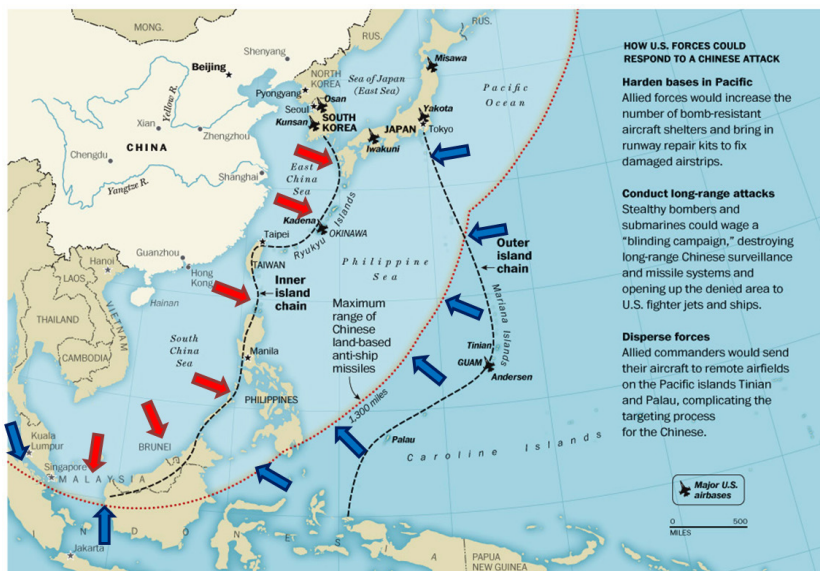 MONG.
RUS.
RUS.
Shenyang
Beijing
NORTH
KOREA
Pyongyang
Seoul
Osan
Kunsan
SOUTH
KOREA
Sea of Japan
(East Sea)
Misawa
Yakota
Tokyo
JAPAN
Iwakuni
Pacific
Ocean
Yellow R.
Xian
Zhengzhou
CHINA
Chengdu
Yangtze R.
Shanghai
East
China
Sea
Kadena
OKINAWA
Ryukyu Islands
Taipei
TAIWAN
Guangzhou
Hong
Kong
Hanoi
Hainan
LAOS
VIETNAM
THAILAND
CAMBODIA
Inner
island
chain
Philippine
Sea
Outer
island
chain
Mariana Islands
Maximum
range of
Chinese
land-based
anti-ship
missiles
1,300 miles
South
China
Sea
Manila
PHILIPPINES
Tinian
GUAM
Andersen
Palau
Caroline Islands
Kuala
Lumpur
Singapore
BRUNEI
MALAYSIA
INDONESIA
Jakarta
PAPUA
NEW GUINEA
HOW U.S. FORCES COULD
RESPOND TO A CHINESE ATTACK
Harden bases in Pacific
Allied forces would increase the
number of bomb-resistant
aircraft shelters and bring in
runway repair kits to fix
damaged airstrips.
Conduct long-range attacks
Stealthy bombers and
submarines could wage a
“blinding campaign,” destroying
long-range Chinese surveillance
and missile systems and
opening up the denied area to
U.S. fighter jets and ships.
Disperse forces
Allied commanders would send
their aircraft to remote airfields
on the Pacific islands Tinian
and Palau, complicating the
targeting process
for the Chinese.
Major U.S.
airbases
0 500
MILES